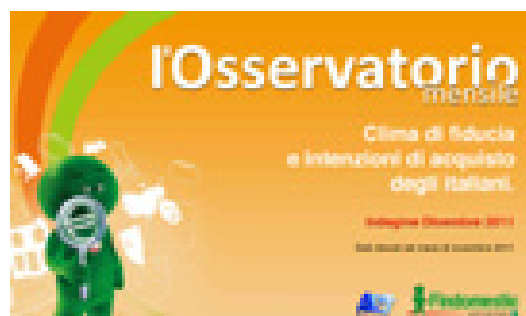 l'Osservatorio
mensile
Clima di fiducia
e intenzioni di acquisto
degli italiani.
Indagine Dicembre 2011
Findomestic